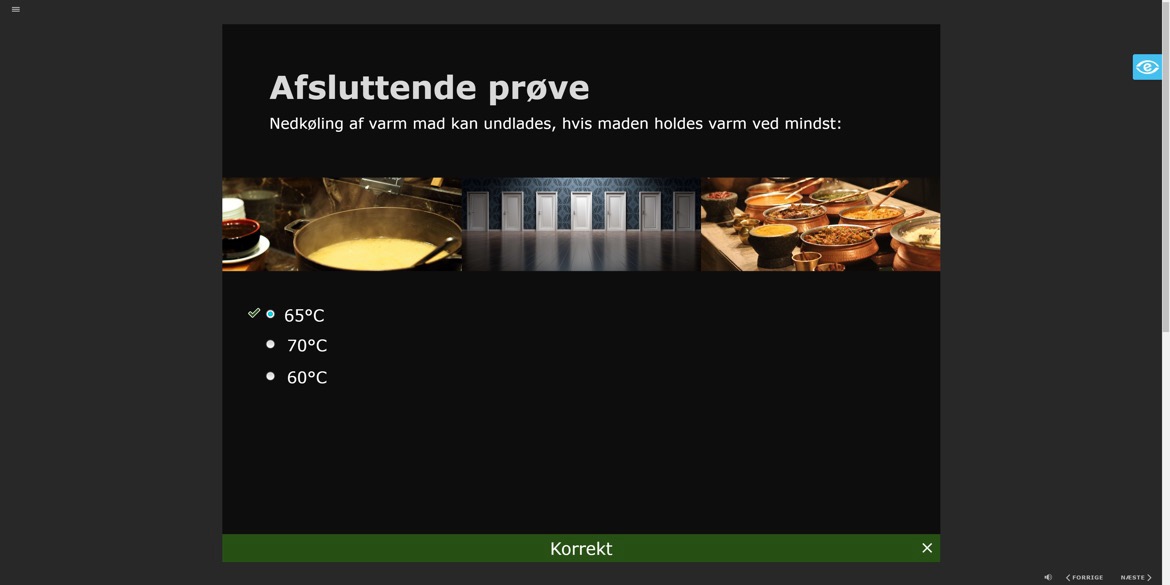 Afsluttende prøve
Nedkøling af varm mad kan undlades, hvis maden holdes varm ved mindst:
65°C
70°C
60°C
Korrekt
FORRIGE
NÆSTE